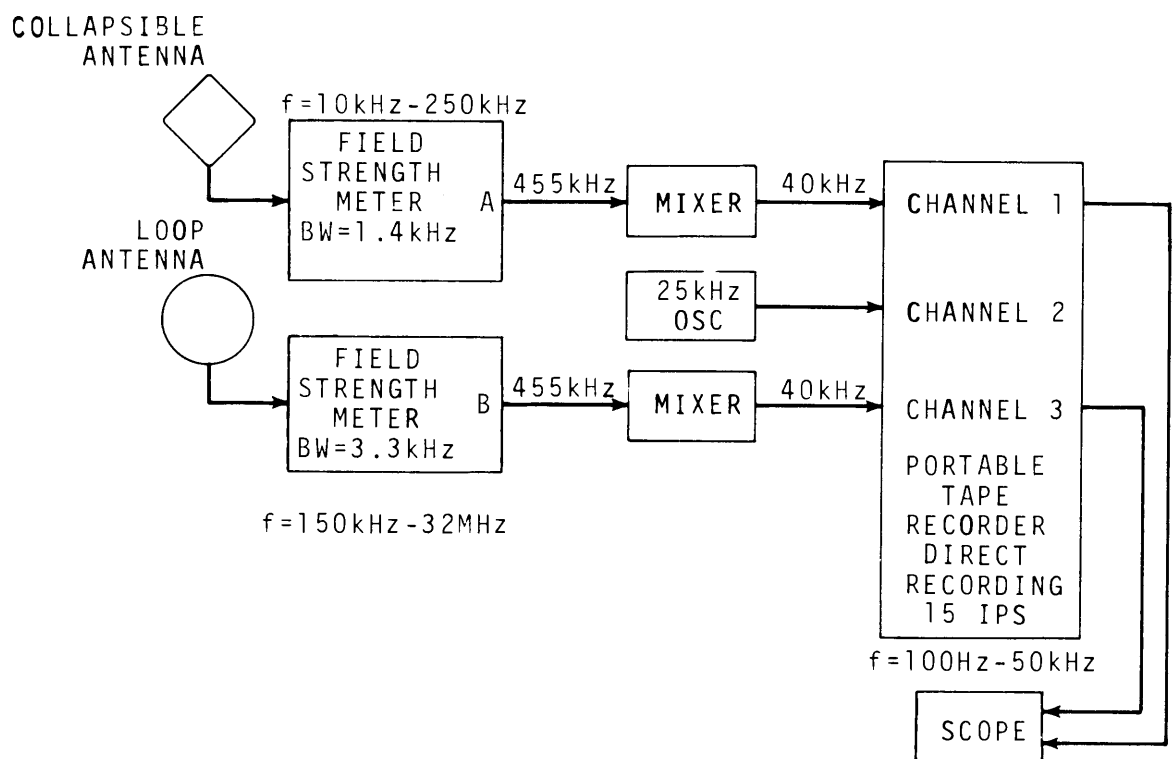 COLLAPSIBLE
ANTENNA
f=10kHz-250kHz
FIELD
STRENGTH
METER A
BW=1.4kHz
455kHz
MIXER
40kHz
CHANNEL 1
LOOP
ANTENNA
25kHz
OSC
CHANNEL 2
FIELD
STRENGTH
METER B
BW=3.3kHz
455kHz
MIXER
40kHz
CHANNEL 3
f=150kHz-32MHz
PORTABLE
TAPE
RECORDER
DIRECT
RECORDING
15 IPS
f=100Hz-50kHz
SCOPE